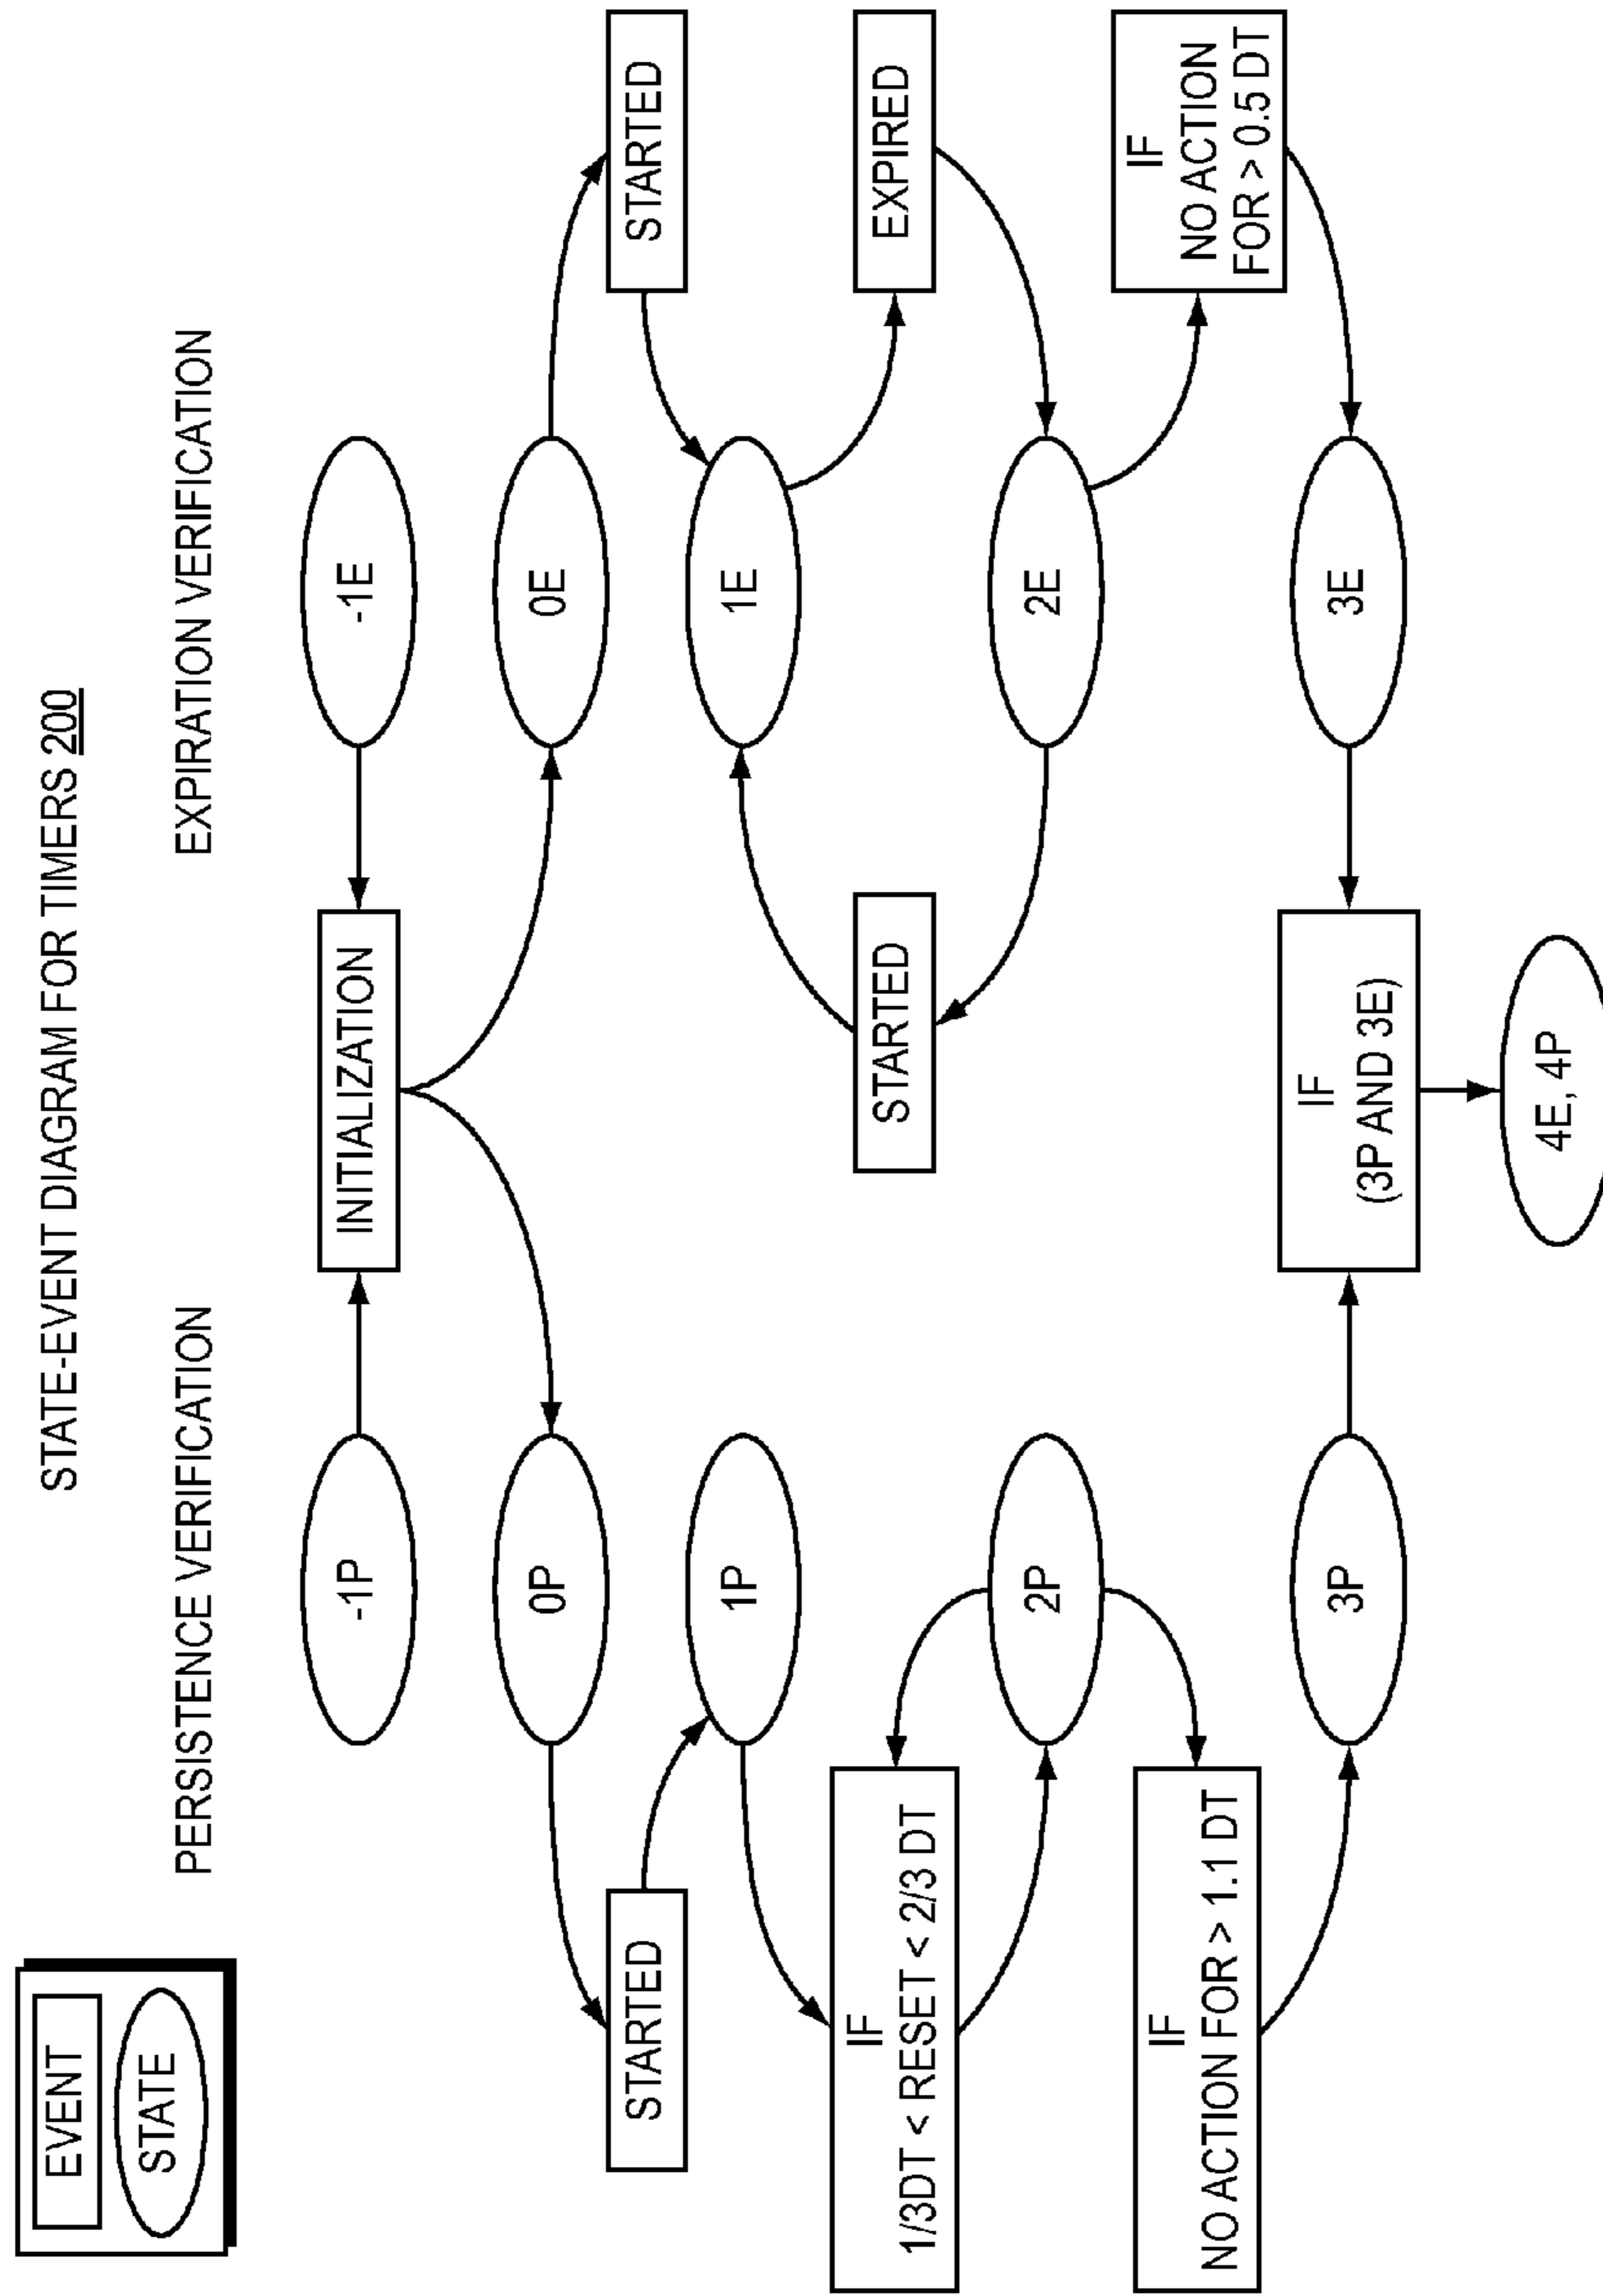 STATE-EVENT DIAGRAM FOR TIMERS 200
EVENT
STATE
PERSISTENCE VERIFICATION
EXPIRATION VERIFICATION
-1P
INITIALIZATION
-1E
0P
0E
STARTED
STARTED
1P
1E
IF
1/3DT < RESET < 2/3 DT
STARTED
EXPIRED
2P
2E
IF
NO ACTION FOR > 1.1 DT
IF
NO ACTION
FOR > 0.5 DT
3P
IF
(3P AND 3E)
3E
4E, 4P